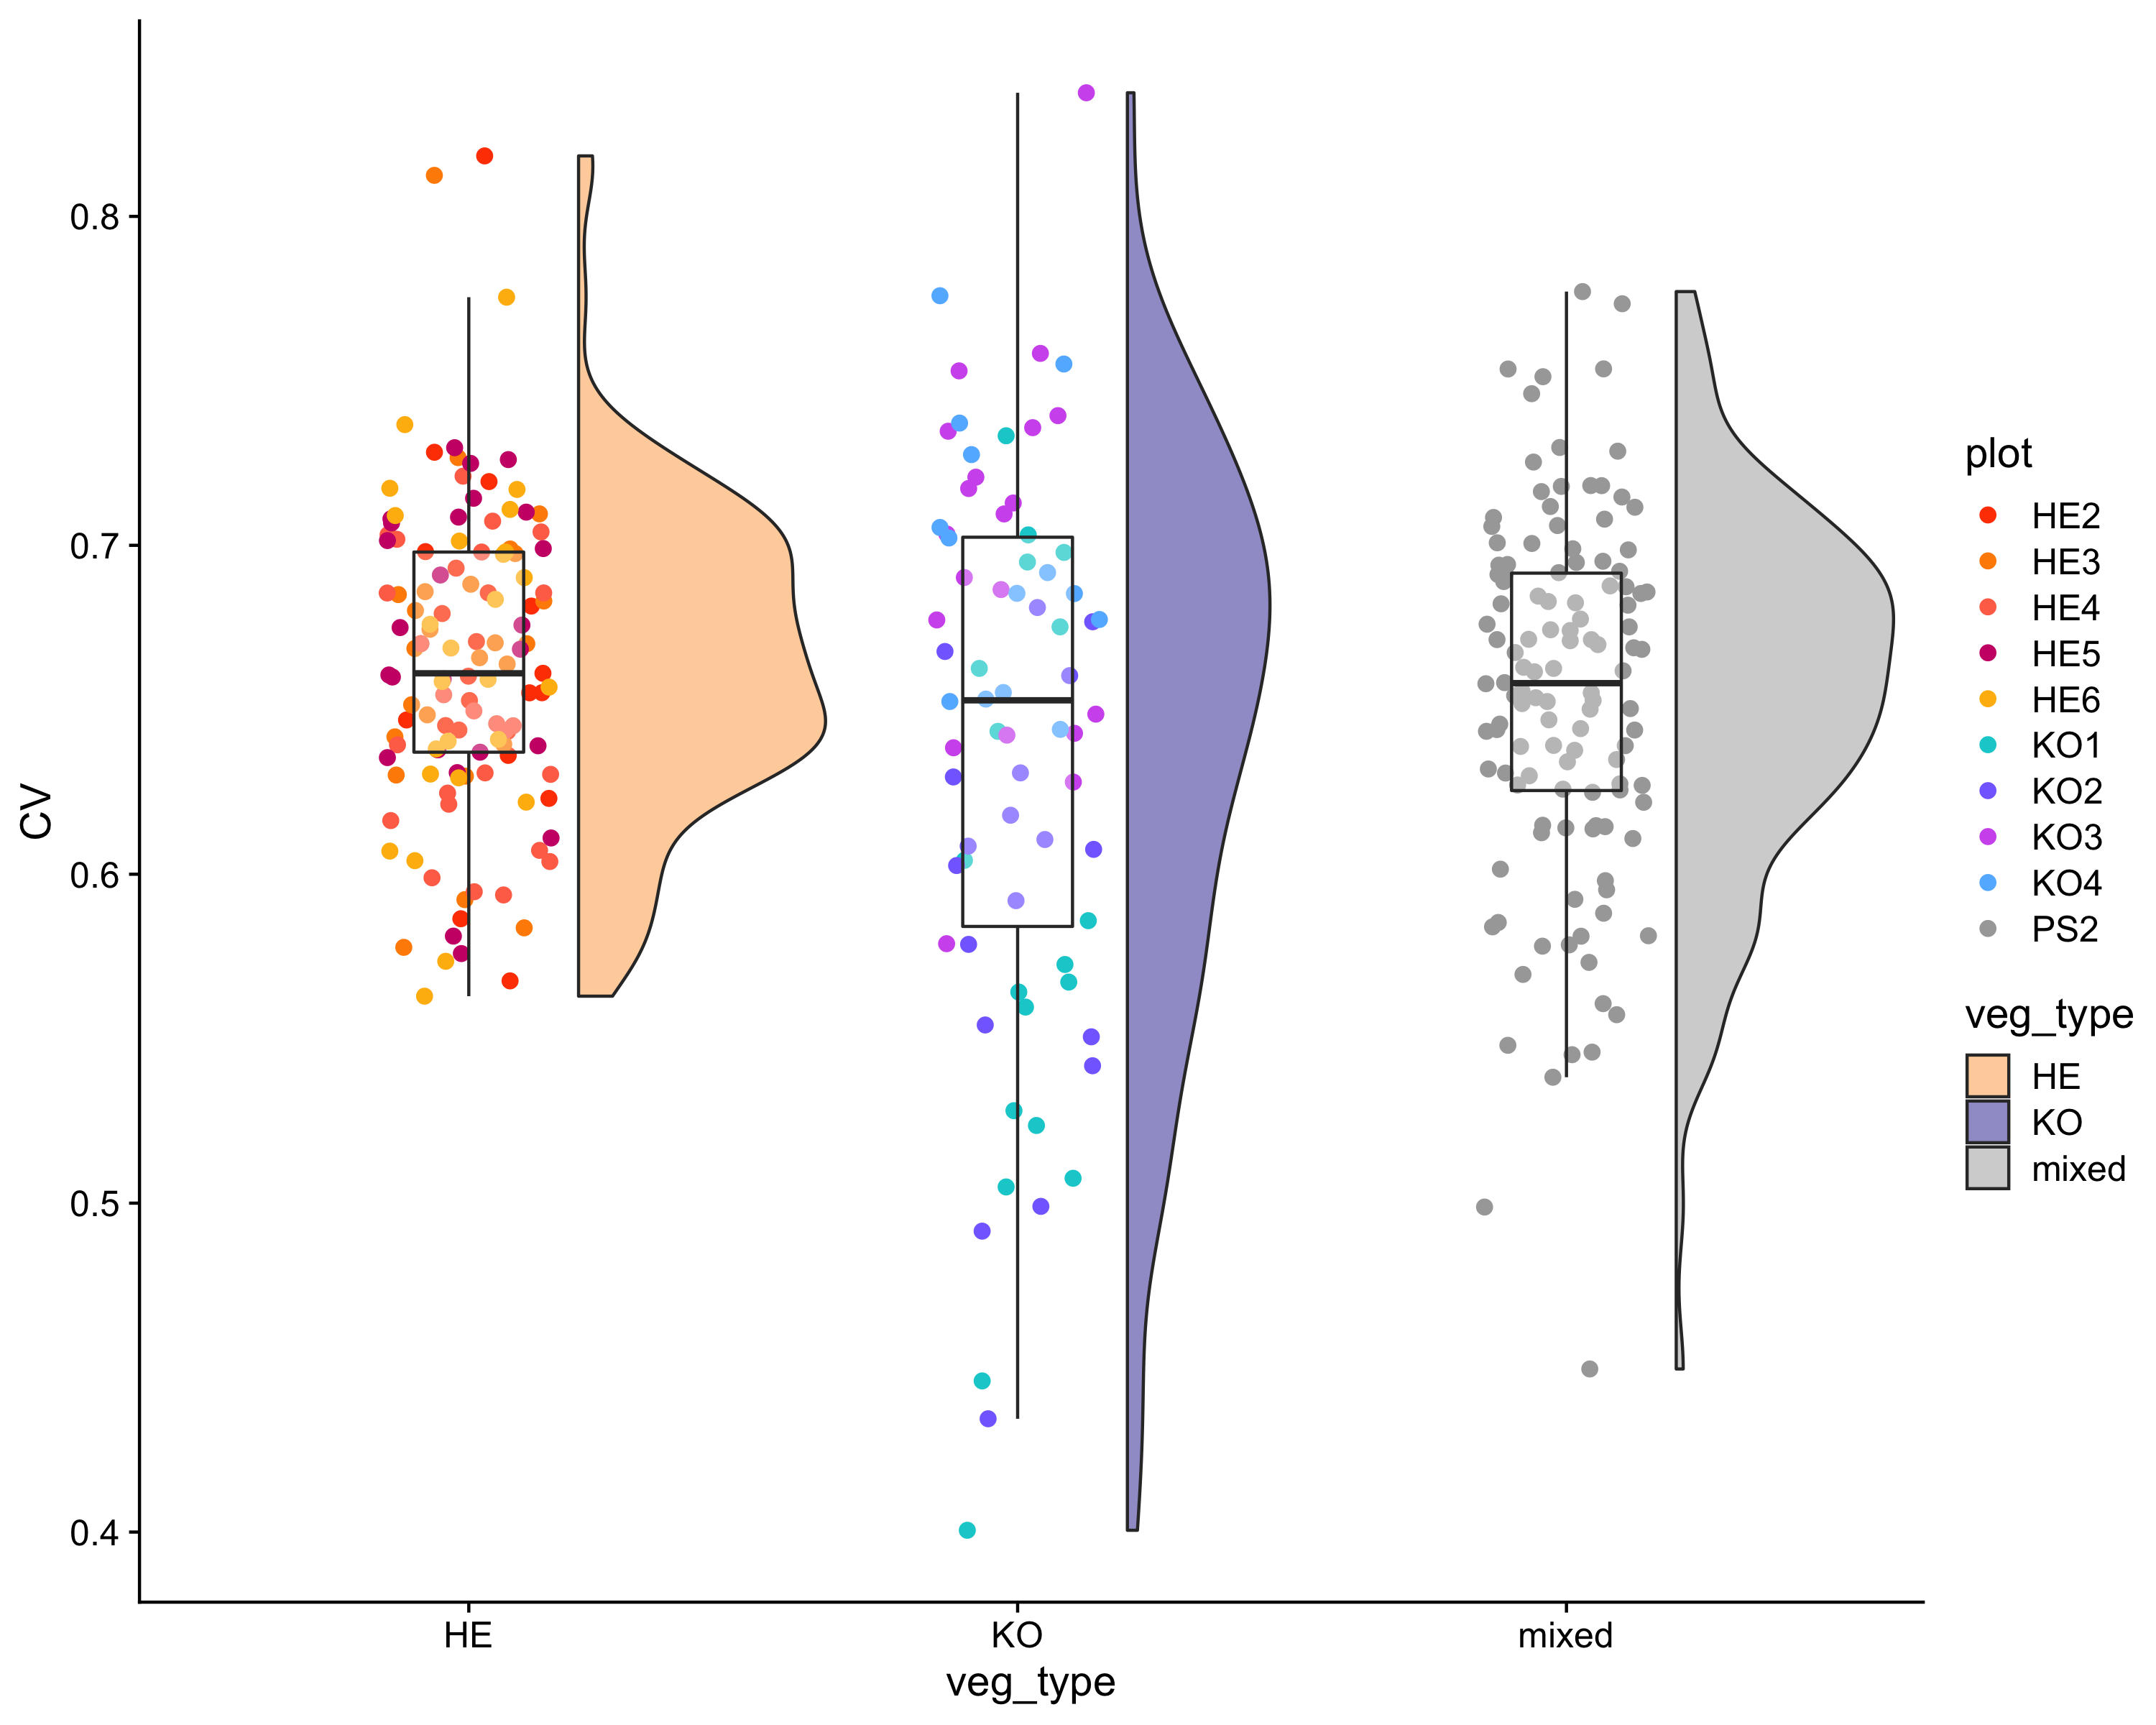 CV
0.8
0.7
0.6
0.5
0.4
HE
KO
mixed
veg_type
plot
HE2
HE3
HE4
HE5
HE6
KO1
KO2
KO3
KO4
PS2
veg_type
HE
KO
mixed